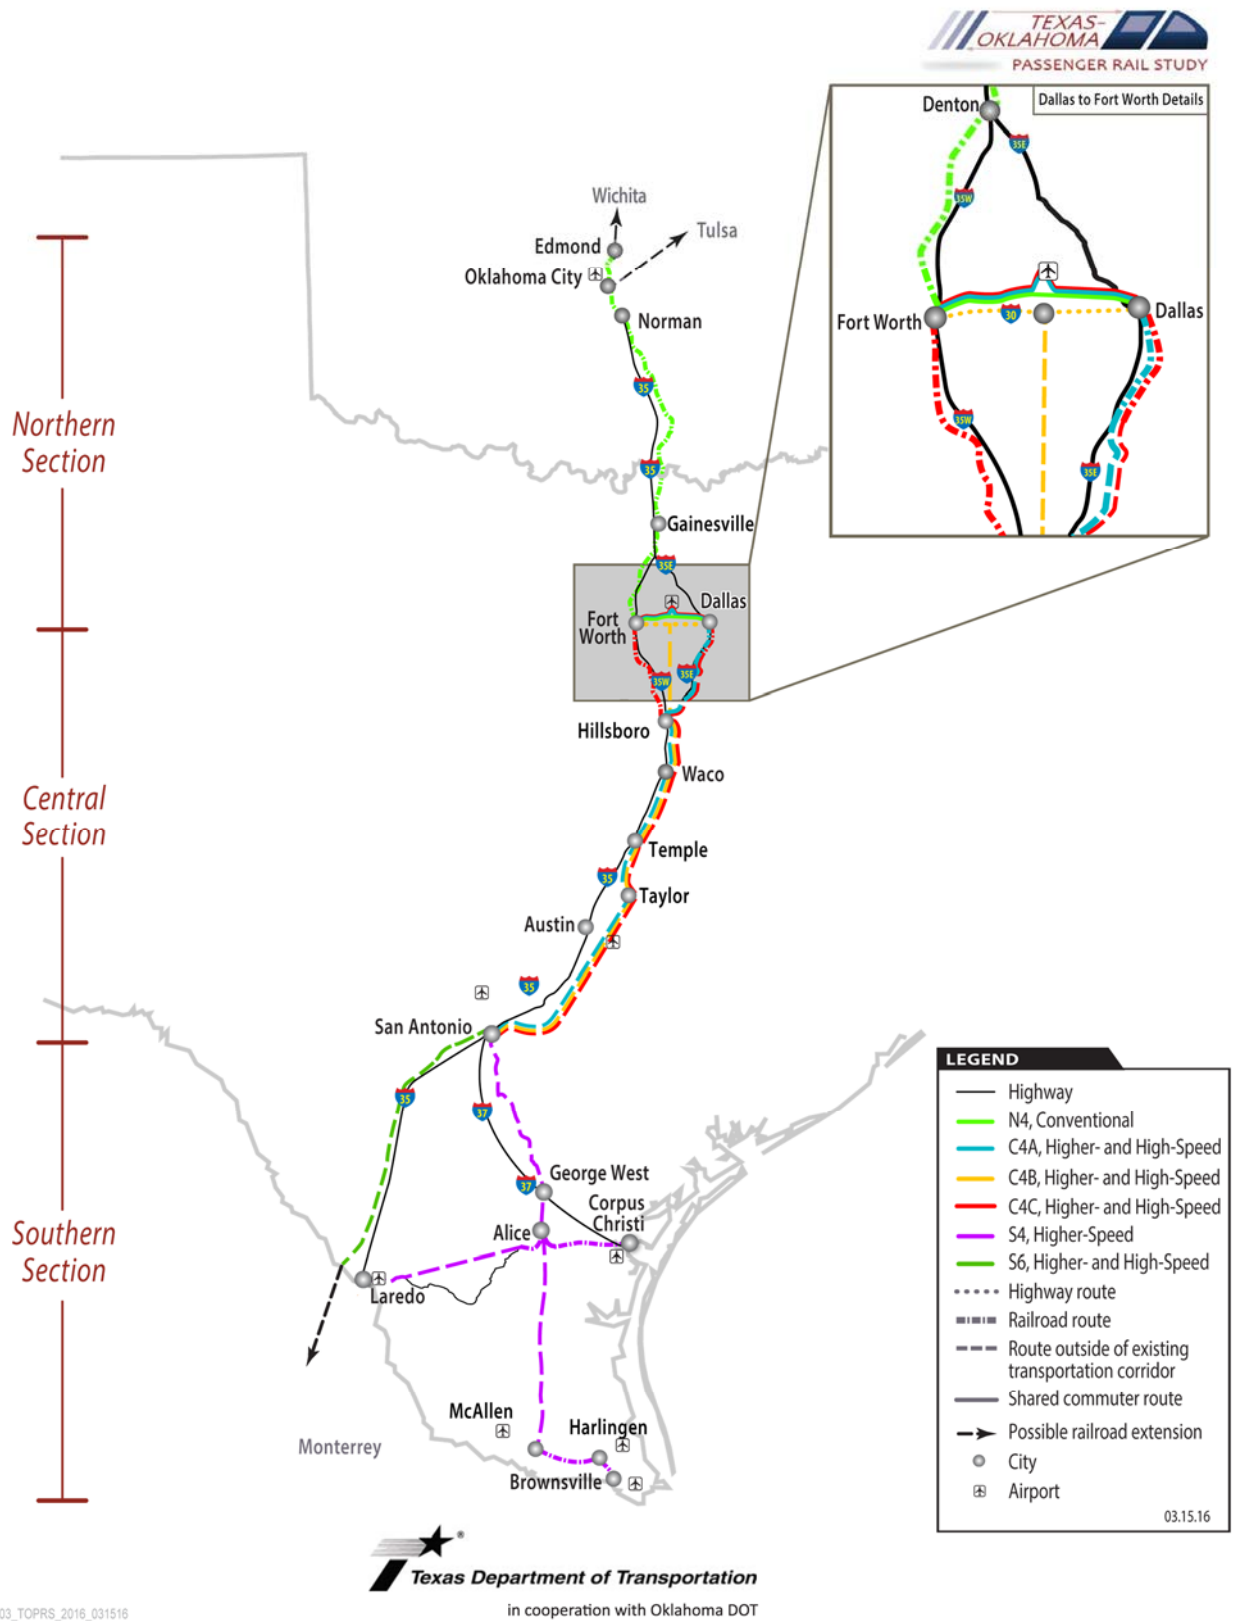 TEXAS-
OKLAHOMA
PASSENGER RAIL STUDY
Dallas to Fort Worth Details
Denton
35E
35W
Fort Worth
30
Dallas
35W
35E
Wichita
Tulsa
Edmond
Oklahoma City
Norman
35
35
Gainesville
35E
Dallas
Fort
Worth
35W
35E
Hillsboro
Waco
Temple
35
Taylor
Austin
35
San Antonio
35
37
37
George West
Corpus
Christi
Alice
Laredo
McAllen
Harlingen
Monterrey
Brownsville
Northern
Section
Central
Section
Southern
Section
LEGEND
Highway
N4, Conventional
C4A, Higher- and High-Speed
C4B, Higher- and High-Speed
C4C, Higher- and High-Speed
S4, Higher-Speed
S6, Higher- and High-Speed
Highway route
Railroad route
Route outside of existing
transportation corridor
Shared commuter route
Possible railroad extension
City
Airport
03.15.16
®
Texas Department of Transportation
in cooperation with Oklahoma DOT
03_TOPRS_2016_031516